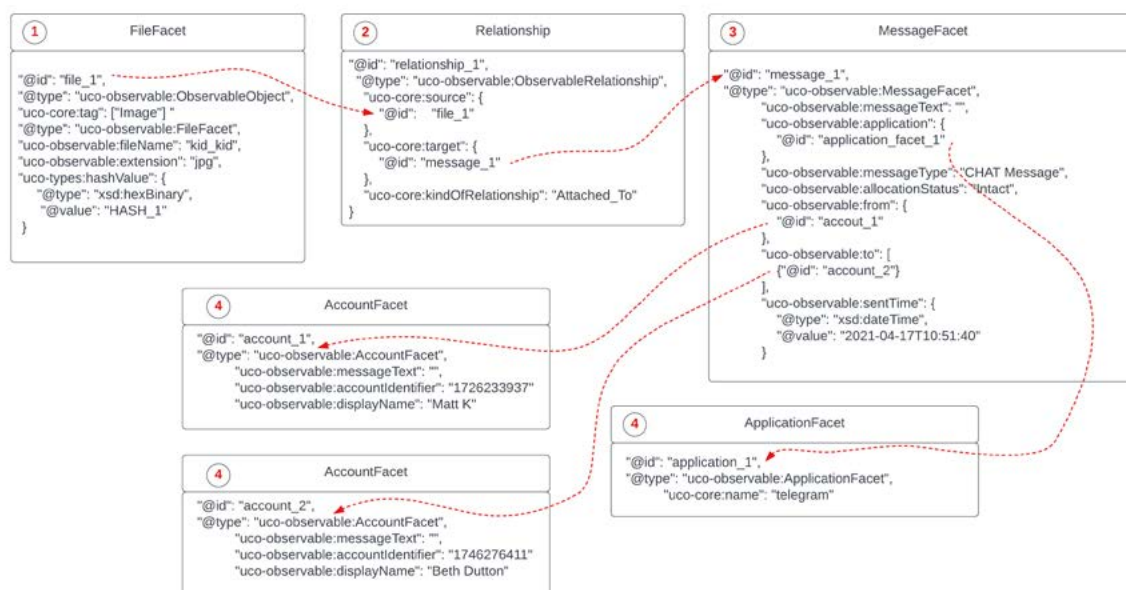 1 FileFacet
"@id": "file_1",
"@type": "uco-observable:ObservableObject",
"uco-core:tag": ["Image"] "
"@type": "uco-observable:FileFacet",
"uco-observable:fileName": "kid_kid",
"uco-observable:extension": "jpg",
"uco-types:hashValue" {
"@type": "xsd:hexBinary",
"@value": "HASH_1"
}
2 Relationship
"@id": "relationship_1",
"@type": "uco-observable:ObservableRelationship",
"uco-core:source": {
"@id": "file_1"
},
"uco-core:target": {
"@id": "message_1"
},
"uco-core:kindOfRelationship": "Attached_To"
}
3 MessageFacet
"@id": "message_1",
"@type": "uco-observable:MessageFacet",
"uco-observable:messageText": "",
"uco-observable:application": {
"@id": "application_facet_1"
},
"uco-observable:messageType": "CHAT Message",
"uco-observable:allocationStatus": "Intact",
"uco-observable:from": {
"@id": "accout_1"
},
"uco-observable:to": [
{"@id": "account_2"}
],
"uco-observable:sentTime": {
"@type": "xsd:dateTime",
"@value": "2021-04-17T10:51:40"
}
4 AccountFacet
"@id": "account_1",
"@type": "uco-observable:AccountFacet",
"uco-observable:messageText": "",
"uco-observable:accountIdentifier": "1726233937"
"uco-observable:displayName": "Matt K"
4 ApplicationFacet
"@id": "application_1",
"@type": "uco-observable:ApplicationFacet",
"uco-core:name": "telegram"
4 AccountFacet
"@id": "account_2",
"@type": "uco-observable:AccountFacet",
"uco-observable:messageText": "",
"uco-observable:accountIdentifier": "1746276411"
"uco-observable:displayName": "Beth Dutton"